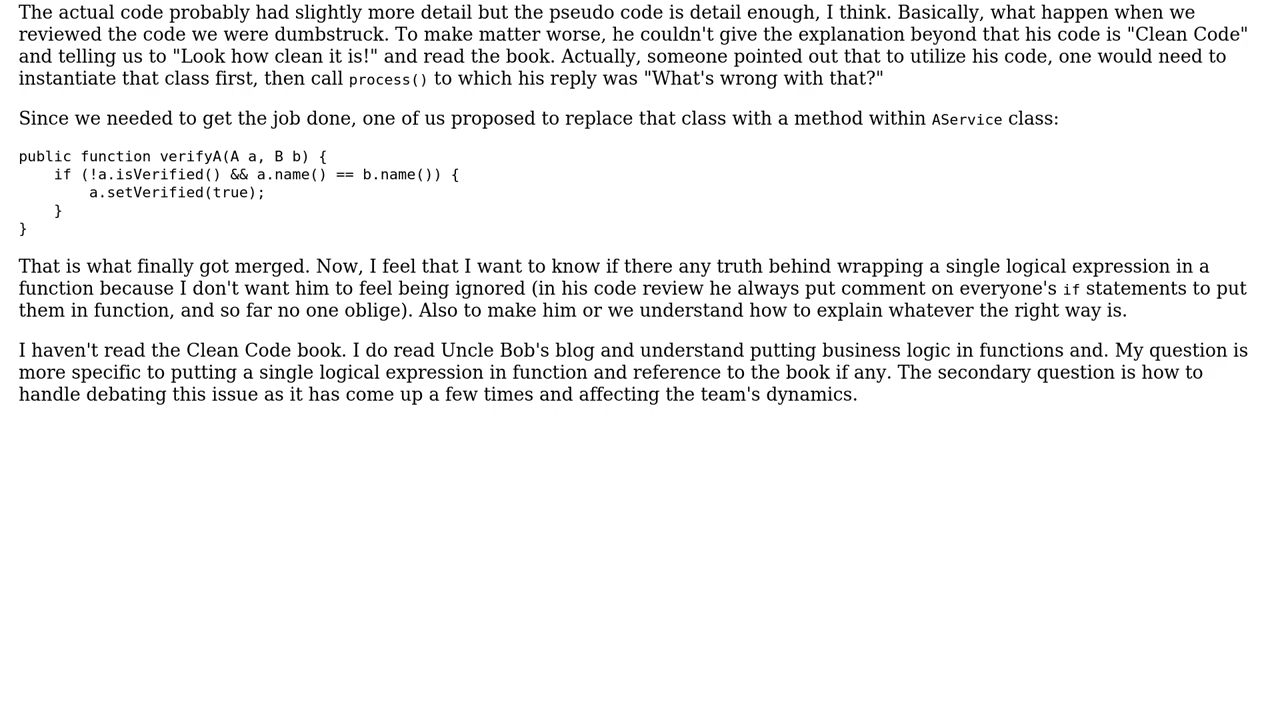 The actual code probably had slightly more detail but the pseudo code is detail enough, I think. Basically, what happen when we
reviewed the code we were dumbstruck. To make matter worse, he couldn't give the explanation beyond that his code is "Clean Code"
and telling us to "Look how clean it is!" and read the book. Actually, someone pointed out that to utilize his code, one would need to
instantiate that class first, then call process() to which his reply was "What's wrong with that?"
Since we needed to get the job done, one of us proposed to replace that class with a method within AService class:
public function verifyA(A a, B b) {
    if (!a.isVerified() && a.name() == b.name()) {
        a.setVerified(true);
    }
}
That is what finally got merged. Now, I feel that I want to know if there any truth behind wrapping a single logical expression in a
function because I don't want him to feel being ignored (in his code review he always put comment on everyone's if statements to put
them in function, and so far no one oblige). Also to make him or we understand how to explain whatever the right way is.
I haven't read the Clean Code book. I do read Uncle Bob's blog and understand putting business logic in functions and. My question is
more specific to putting a single logical expression in function and reference to the book if any. The secondary question is how to
handle debating this issue as it has come up a few times and affecting the team's dynamics.